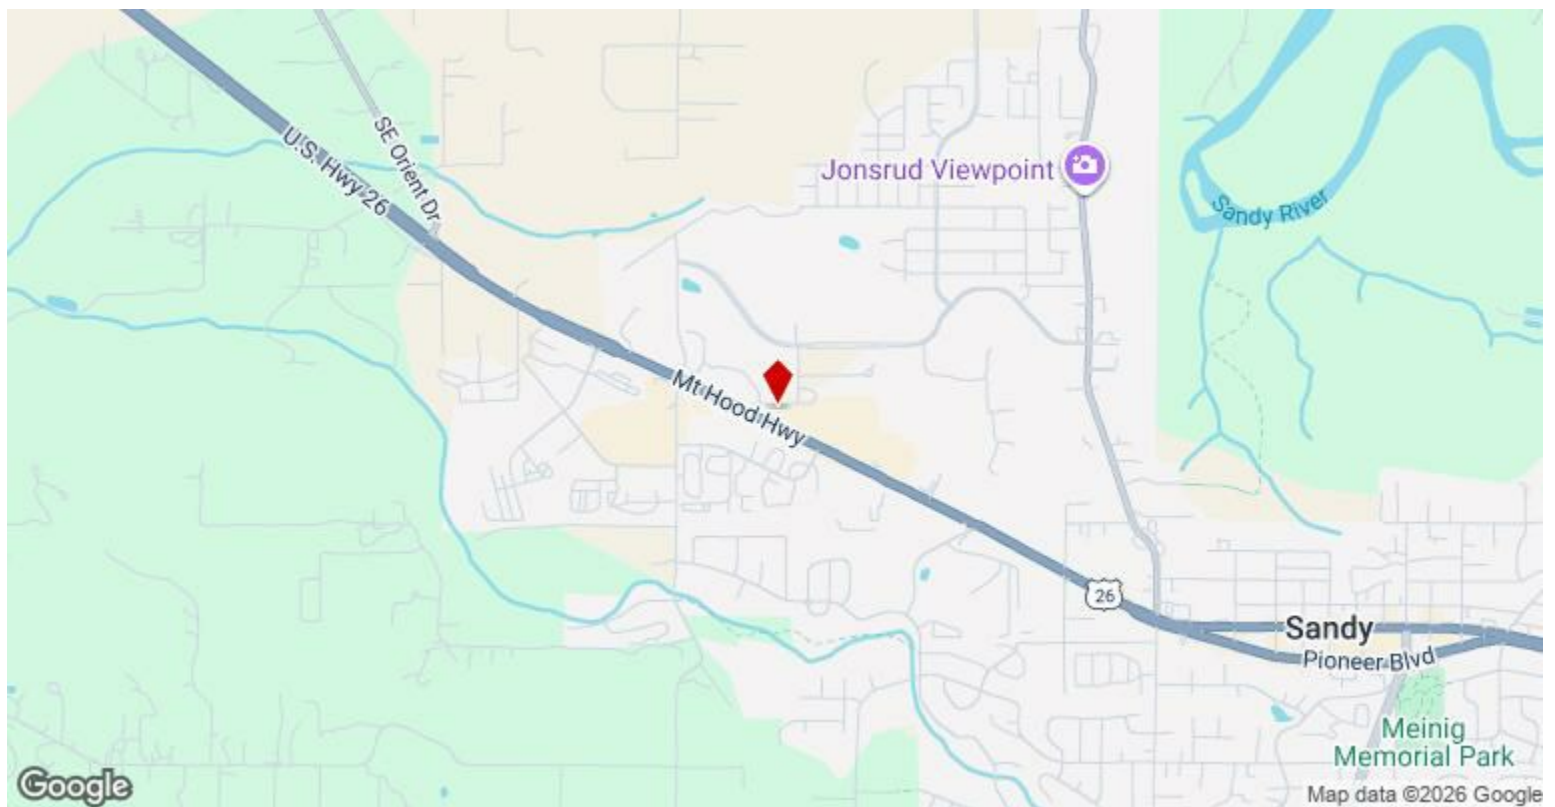 SE Orient Dr
U.S. Hwy 26
Jonsrud Viewpoint
Sandy River
Mt Hood Hwy
26
Sandy
Pioneer Blvd
Meinig
Memorial Park
Google
Map data ©2026 Google